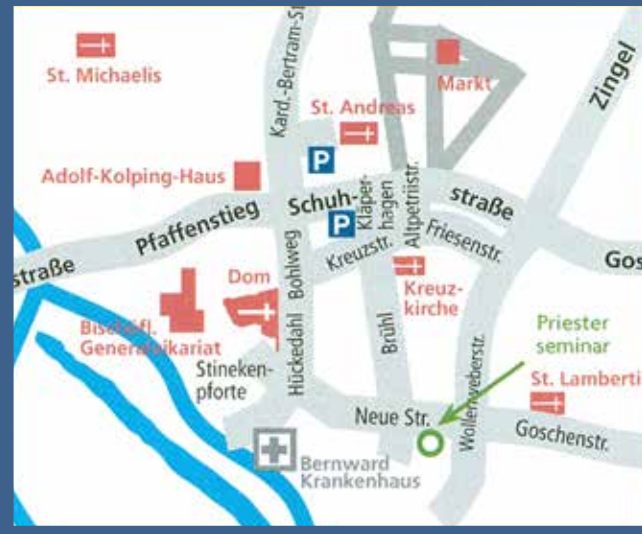 St. Michaelis
Kard.-Bertram-St
Markt
Zingel
St. Andreas
P
Adolf-Kolping-Haus
Schuh-
straße
Kläper-
hagen
Altpetristr.
P
Pfaffenstieg
straße
Kreuzstr.
Friesenstr.
Gos
Bohlweg
Dom
Kreuz-
kirche
Bischöfl.
Generalvikariat
Hückedahl
Brühl
Priester
seminar
Stineken-
pforte
Wollenweberstr.
St. Lamberti
Neue Str.
Goschenstr.
Bernward
Krankenhaus